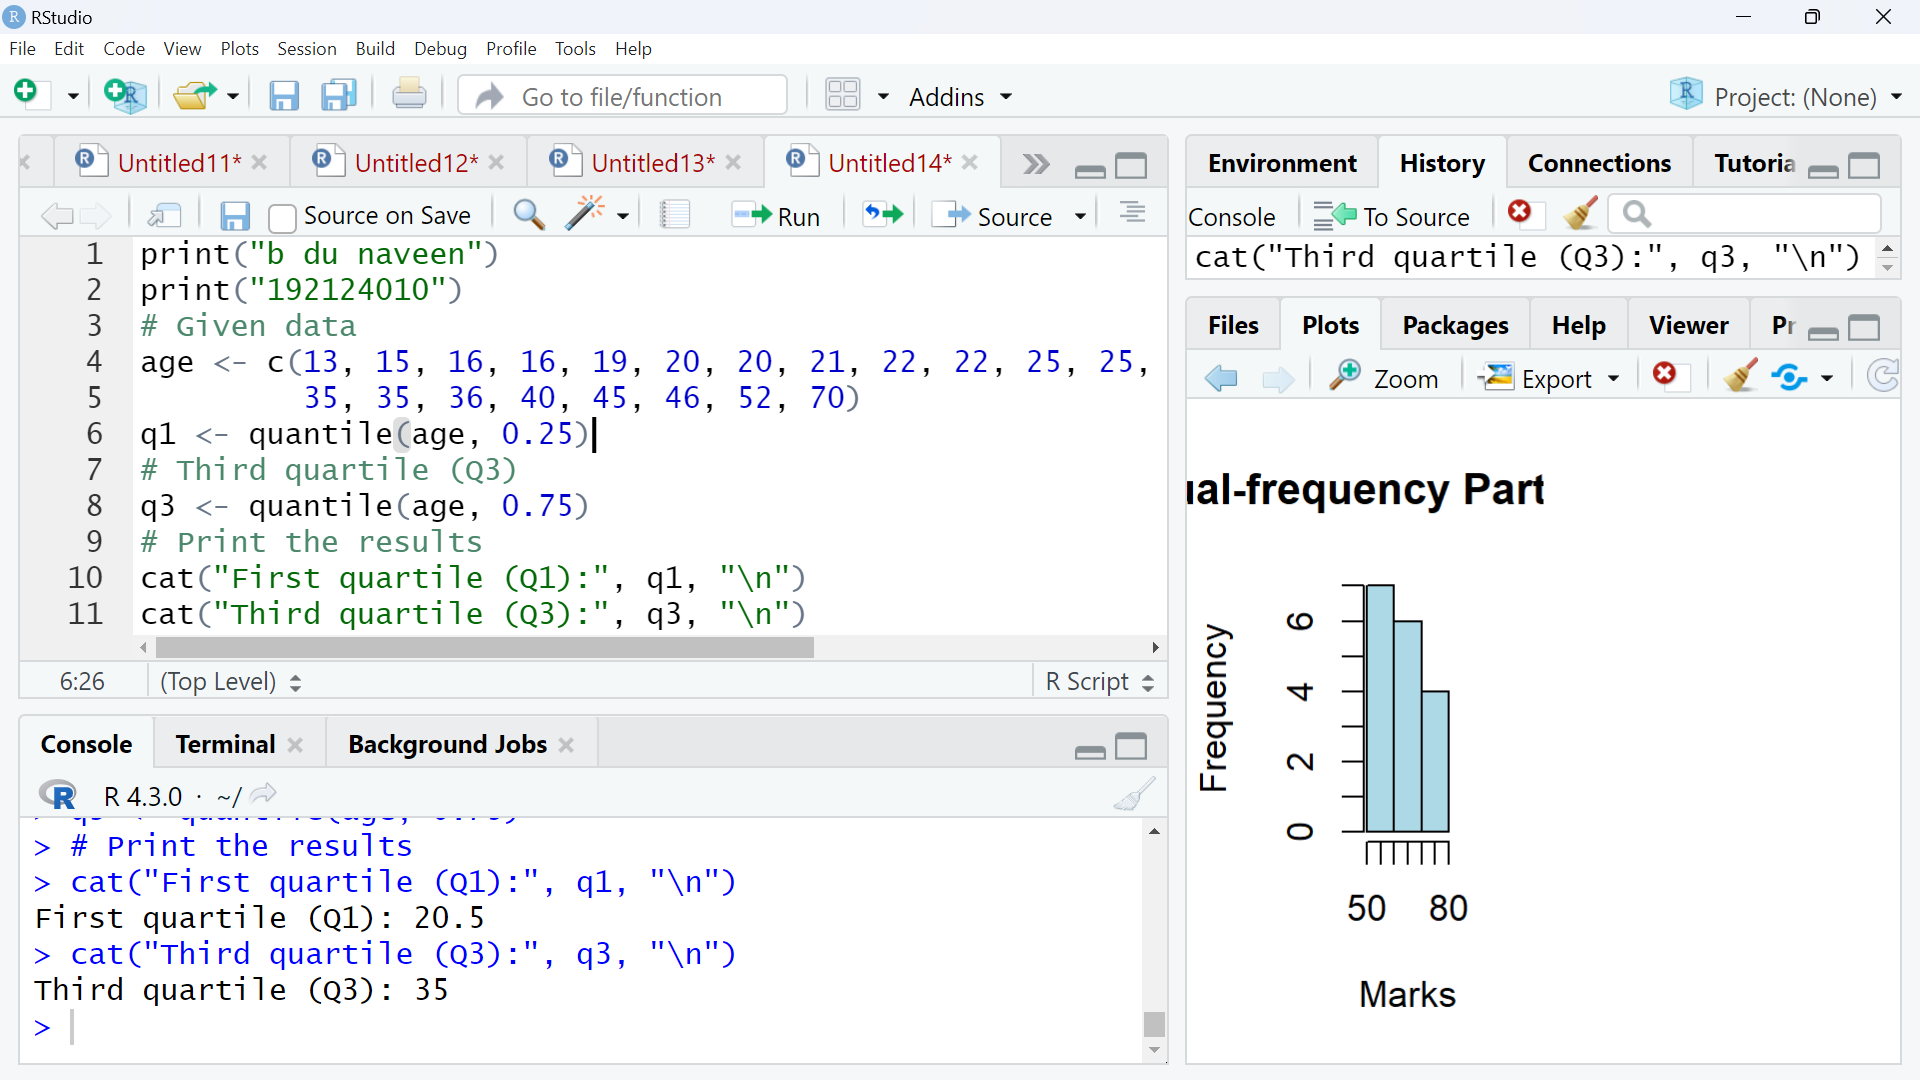 RStudio
File Edit Code View Plots Session Build Debug Profile Tools Help
Go to file/function Addins Project: (None)
Untitled11* Untitled12* Untitled13* Untitled14*
Source on Save Run Source
1 print("b du naveen")
2 print("192124010")
3 # Given data
4 age <- c(13, 15, 16, 16, 19, 20, 20, 21, 22, 22, 25, 25,
5 35, 35, 36, 40, 45, 46, 52, 70)
6 q1 <- quantile(age, 0.25)
7 # Third quartile (Q3)
8 q3 <- quantile(age, 0.75)
9 # Print the results
10 cat("First quartile (Q1):", q1, "\n")
11 cat("Third quartile (Q3):", q3, "\n")
6:26 (Top Level) R Script
Console Terminal Background Jobs
R 4.3.0 · ~/
> # Print the results
> cat("First quartile (Q1):", q1, "\n")
First quartile (Q1): 20.5
> cat("Third quartile (Q3):", q3, "\n")
Third quartile (Q3): 35
>
Environment History Connections Tutoria
Console To Source
cat("Third quartile (Q3):", q3, "\n")
Files Plots Packages Help Viewer Pr
Zoom Export
ual-frequency Part
Frequency
6
4
2
0
50 80
Marks